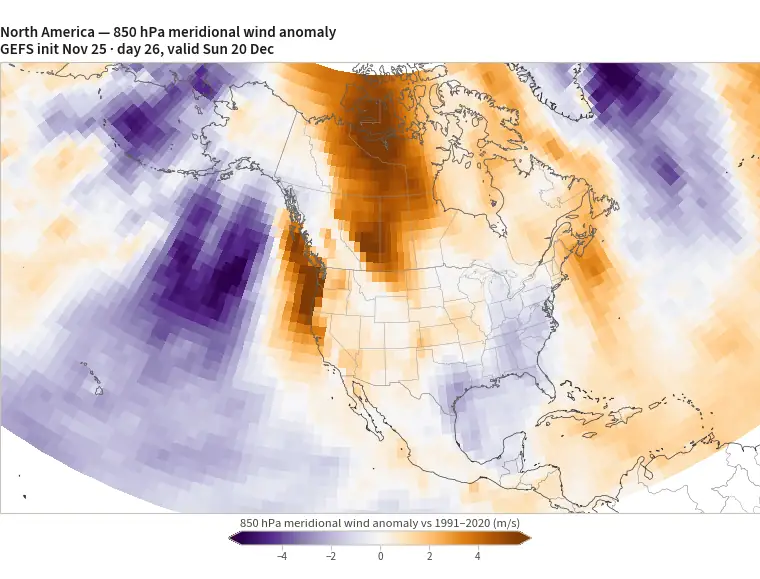 North America — 850 hPa meridional wind anomaly
GEFS init Nov 25 · day 26, valid Sun 20 Dec
850 hPa meridional wind anomaly vs 1991–2020 (m/s)
−4 −2 0 2 4